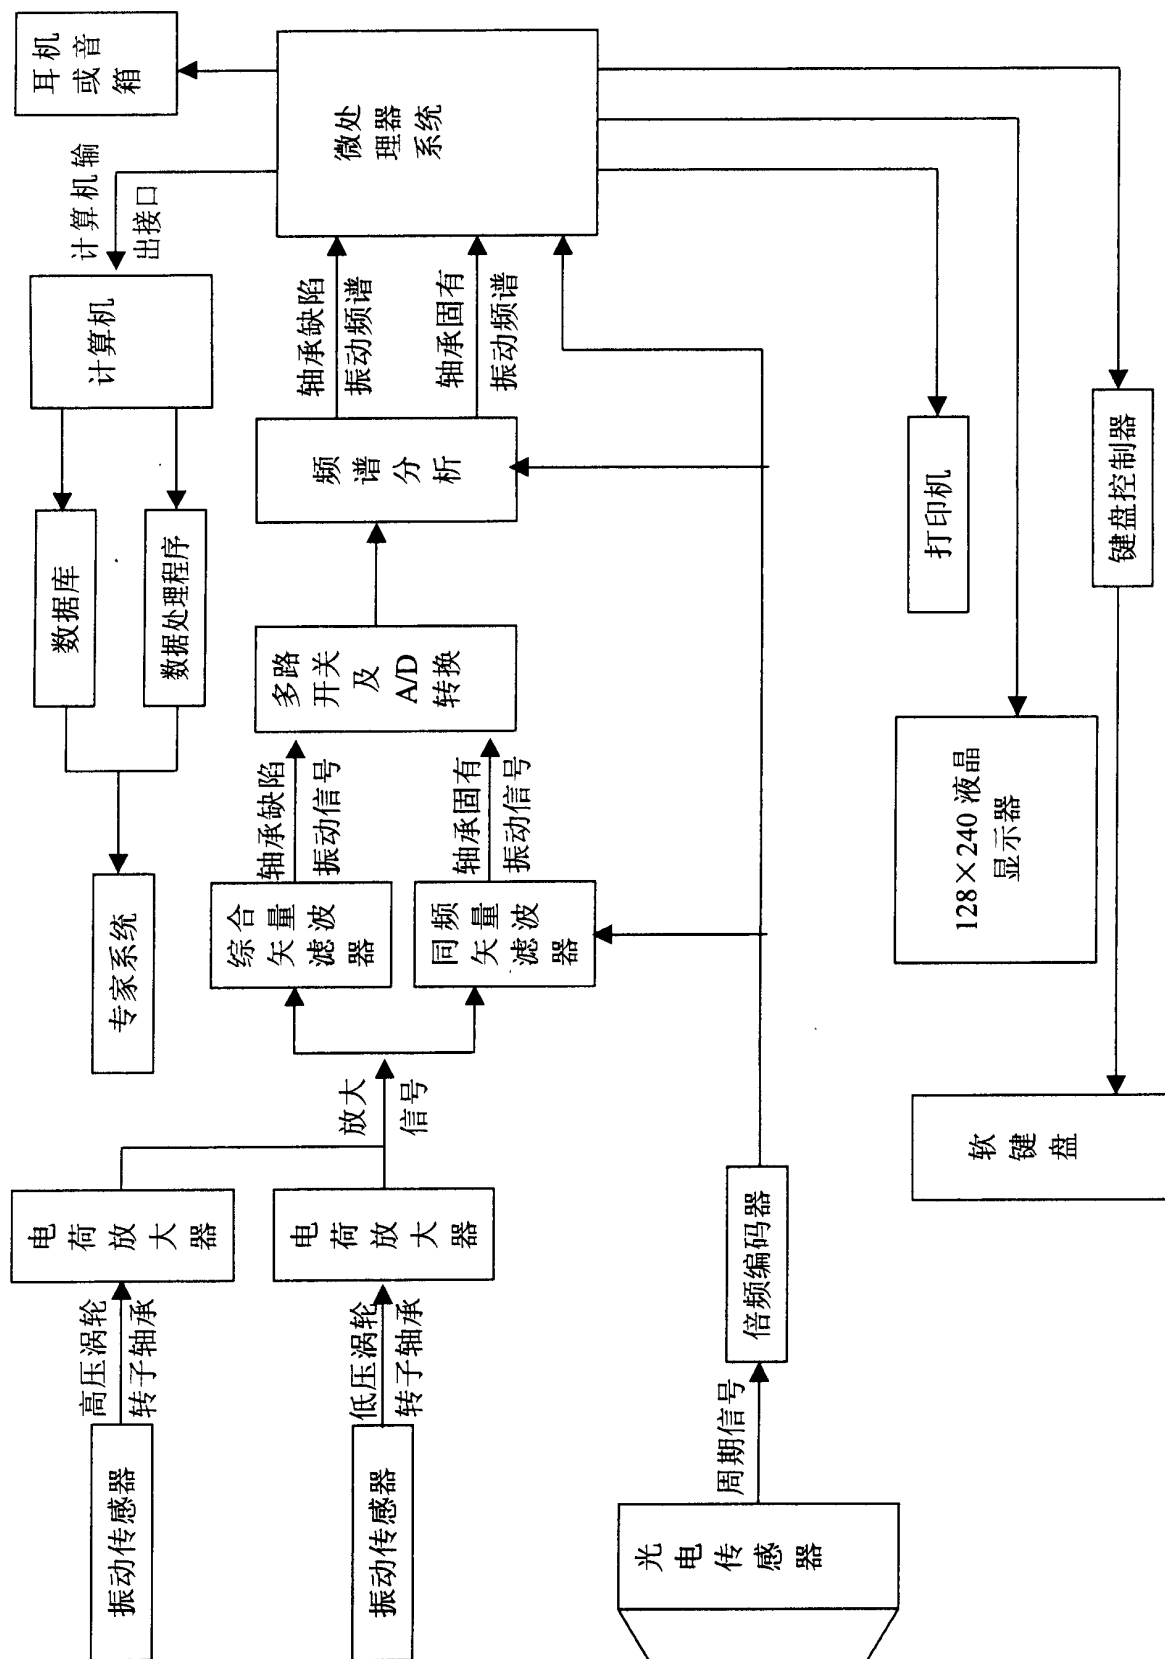 振动传感器
高压涡轮
转子轴承
电荷放大器
振动传感器
低压涡轮
转子轴承
电荷放大器
放大
信号
光电传感器
周期信号
倍频编码器
综合
矢量
滤波
器
同频
矢量
滤波
器
轴承缺陷
振动信号
轴承固有
振动信号
多路
开关
及
A/D
转换
频谱分析
轴承缺陷
振动频谱
轴承固有
振动频谱
微处
理器
系统
耳机
或音
箱
计算机输
出接口
计算机
数据库
数据处理程序
专家系统
打印机
128×240 液晶
显示器
键盘控制器
软键盘